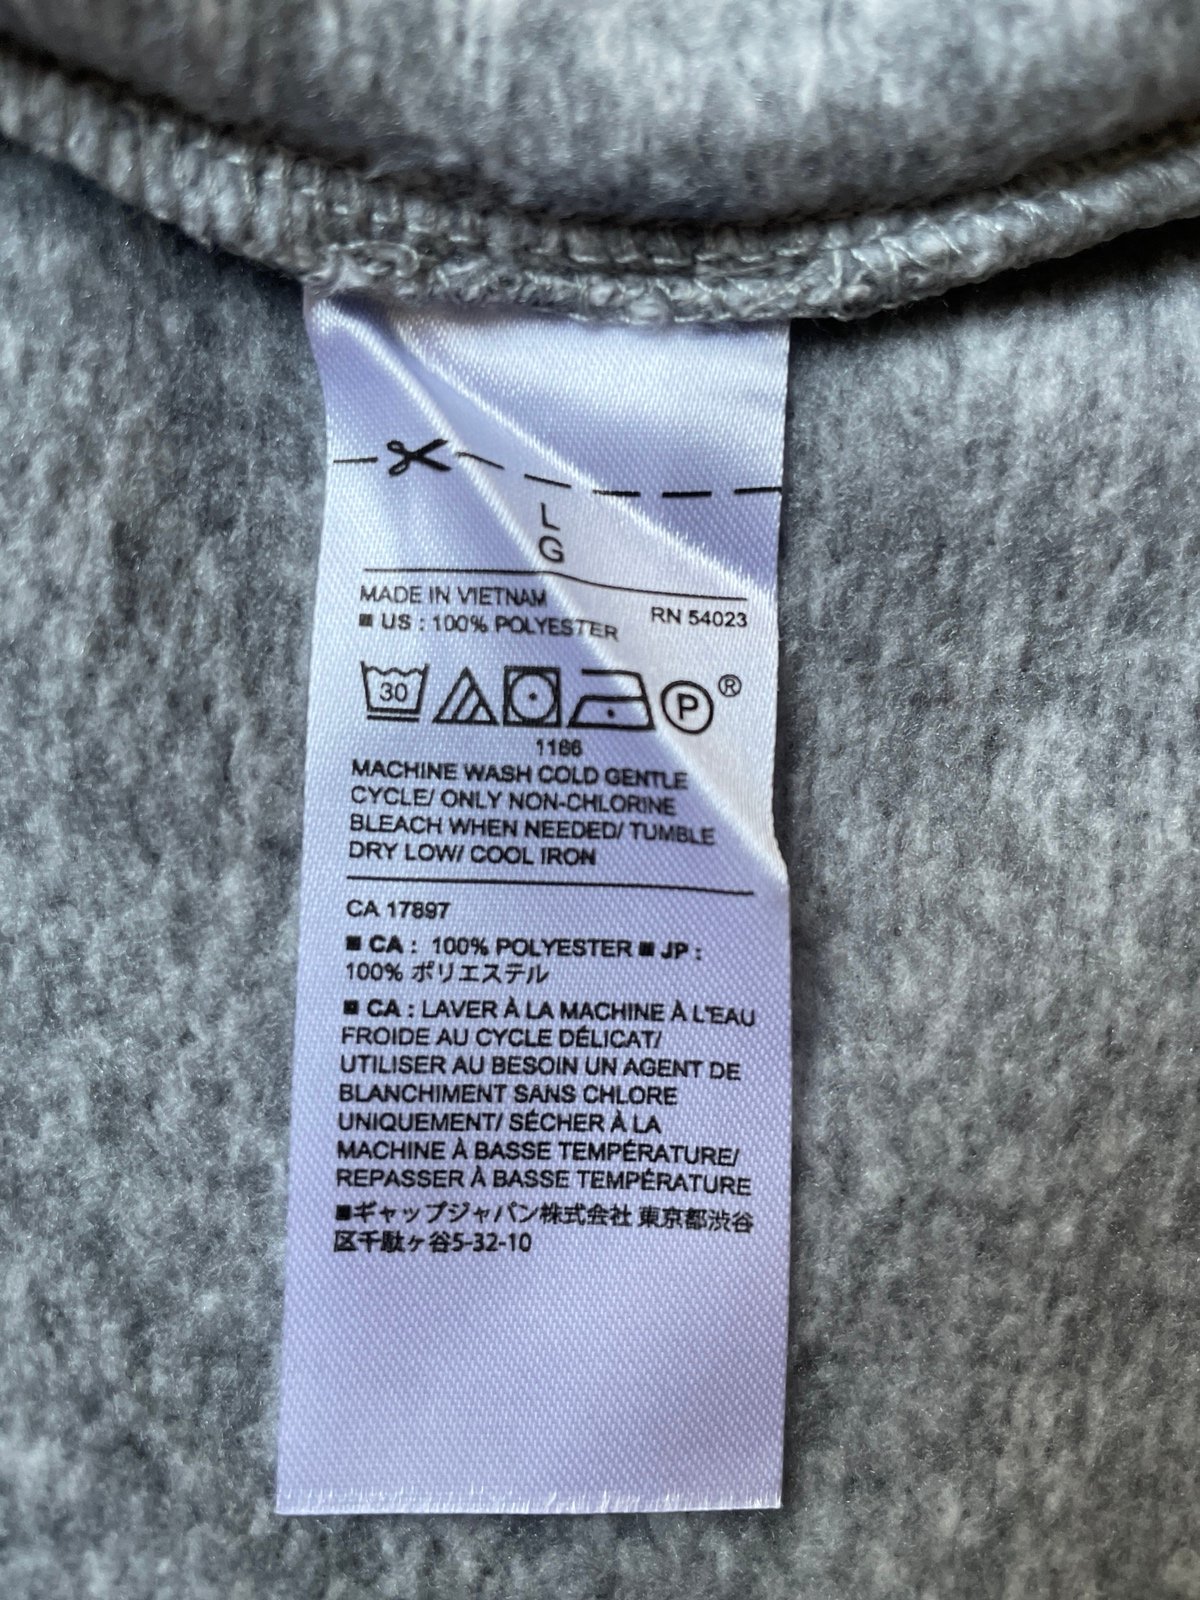 L
G
MADE IN VIETNAM RN 54023
■ US : 100% POLYESTER
30 P ®
1166
MACHINE WASH COLD GENTLE
CYCLE/ ONLY NON-CHLORINE
BLEACH WHEN NEEDED/ TUMBLE
DRY LOW/ COOL IRON
CA 17897
■ CA : 100% POLYESTER ■ JP :
100% ポリエステル
■ CA : LAVER À LA MACHINE À L'EAU
FROIDE AU CYCLE DÉLICAT/
UTILISER AU BESOIN UN AGENT DE
BLANCHIMENT SANS CHLORE
UNIQUEMENT/ SÉCHER À LA
MACHINE À BASSE TEMPÉRATURE/
REPASSER À BASSE TEMPÉRATURE
■ギャップジャパン株式会社 東京都渋谷
区千駄ヶ谷5-32-10